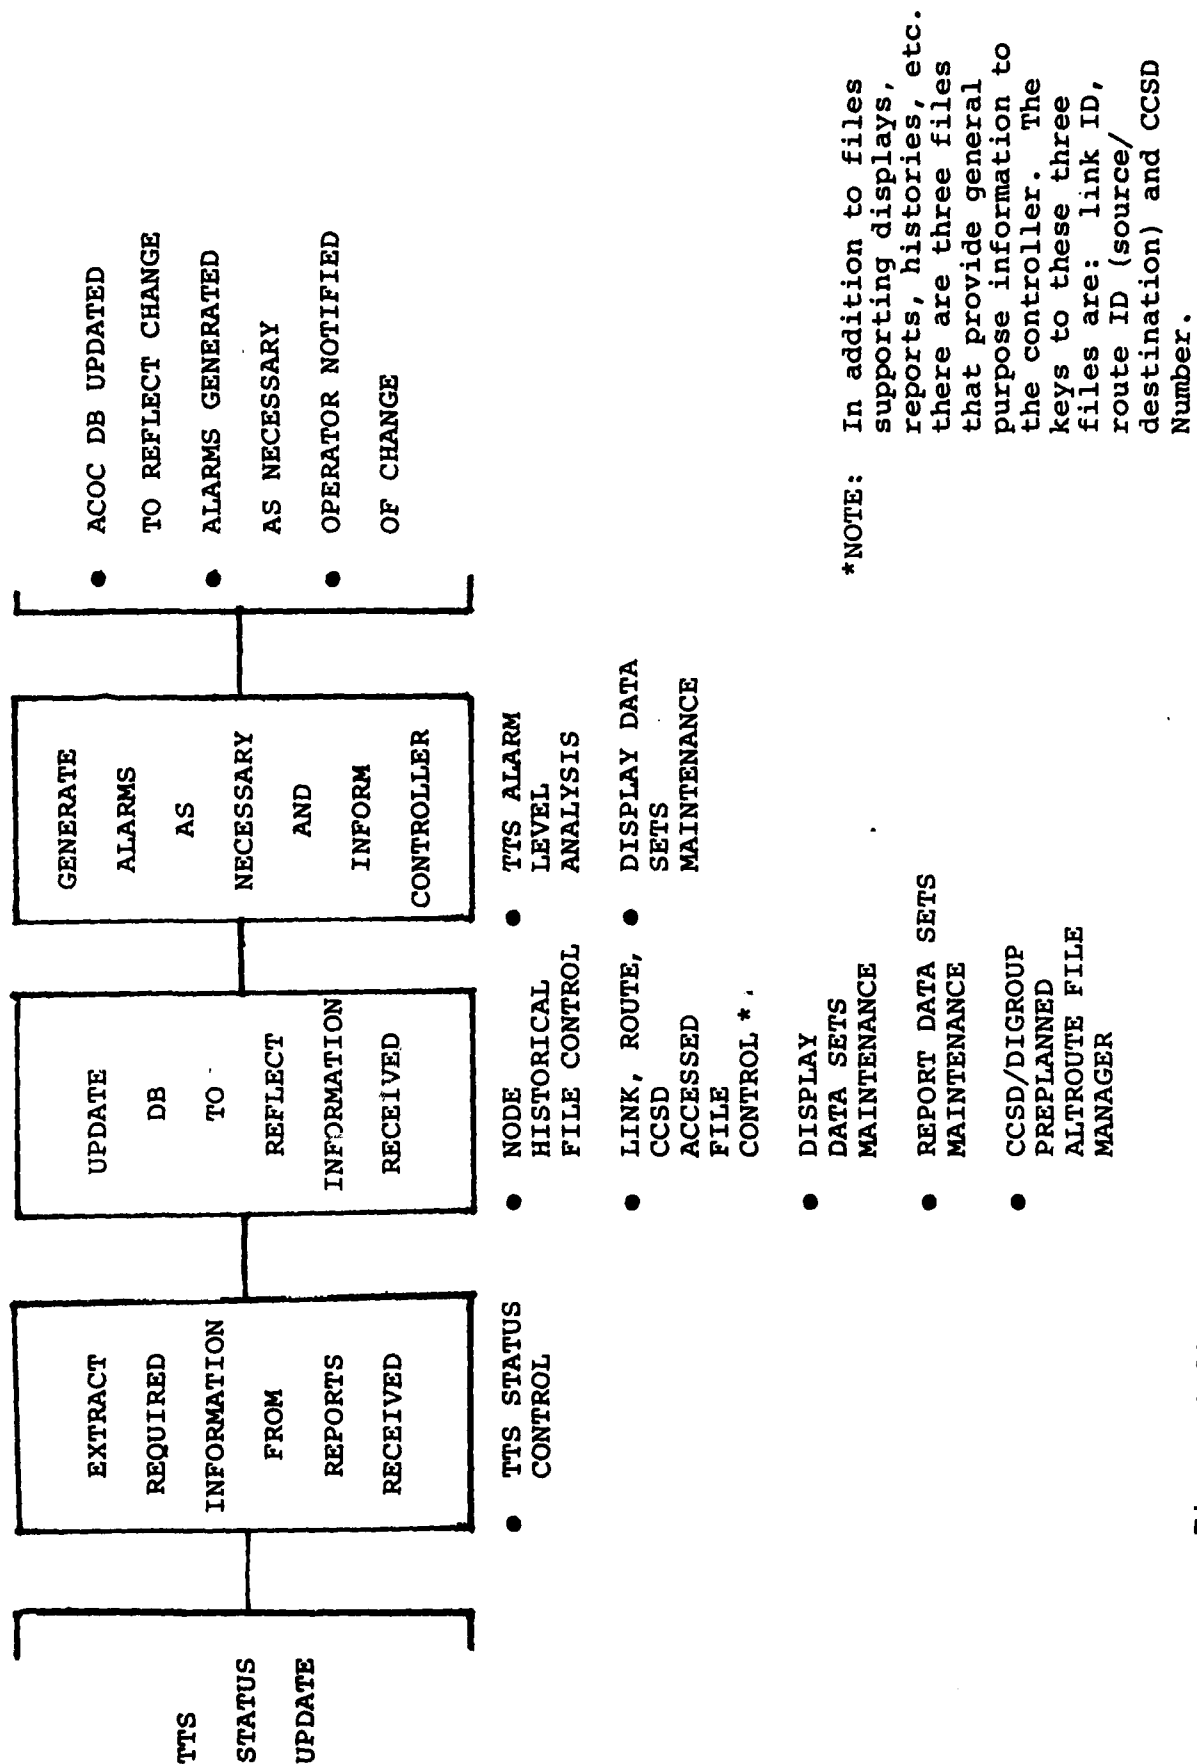 TTS
STATUS
UPDATE
EXTRACT
REQUIRED
INFORMATION
FROM
REPORTS
RECEIVED
● TTS STATUS
CONTROL
UPDATE
DB
TO
REFLECT
INFORMATION
RECEIVED
● NODE
HISTORICAL
FILE CONTROL
● LINK, ROUTE,
CCSD
ACCESSED
FILE
CONTROL *
● DISPLAY
DATA SETS
MAINTENANCE
● REPORT DATA SETS
MAINTENANCE
● CCSD/DIGROUP
PREPLANNED
ALTROUTE FILE
MANAGER
GENERATE
ALARMS
AS
NECESSARY
AND
INFORM
CONTROLLER
● TTS ALARM
LEVEL
ANALYSIS
● DISPLAY DATA
SETS
MAINTENANCE
● ACOC DB UPDATED
TO REFLECT CHANGE
● ALARMS GENERATED
AS NECESSARY
● OPERATOR NOTIFIED
OF CHANGE
*NOTE: In addition to files
supporting displays,
reports, histories, etc.
there are three files
that provide general
purpose information to
the controller. The
keys to these three
files are: link ID,
route ID (source/
destination) and CCSD
Number.